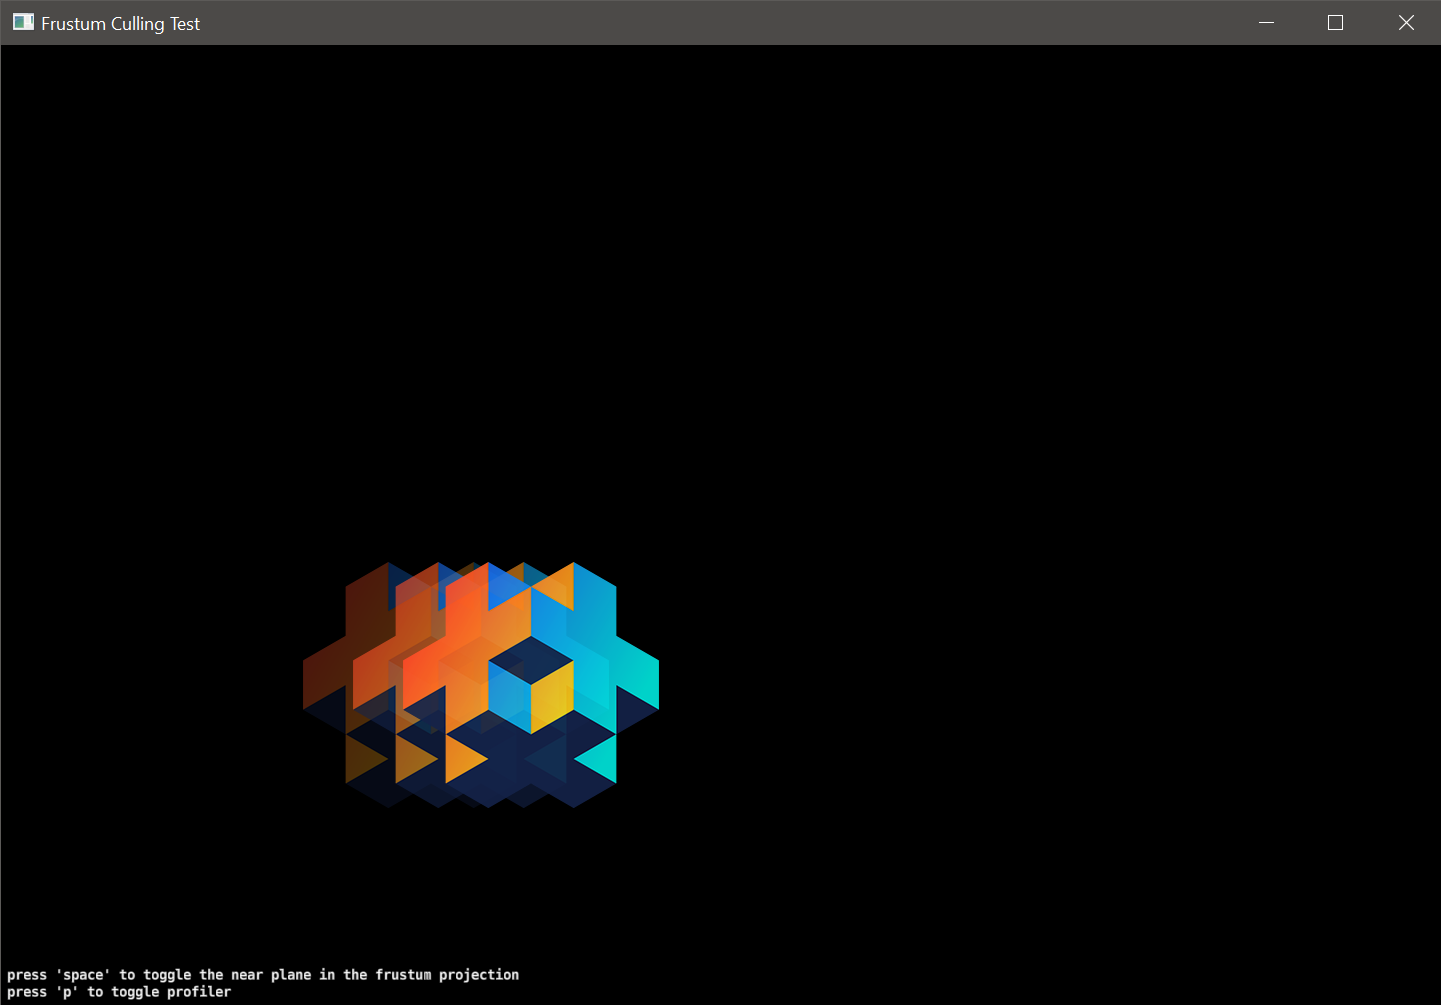 Frustum Culling Test
press 'space' to toggle the near plane in the frustum projection
press 'p' to toggle profiler